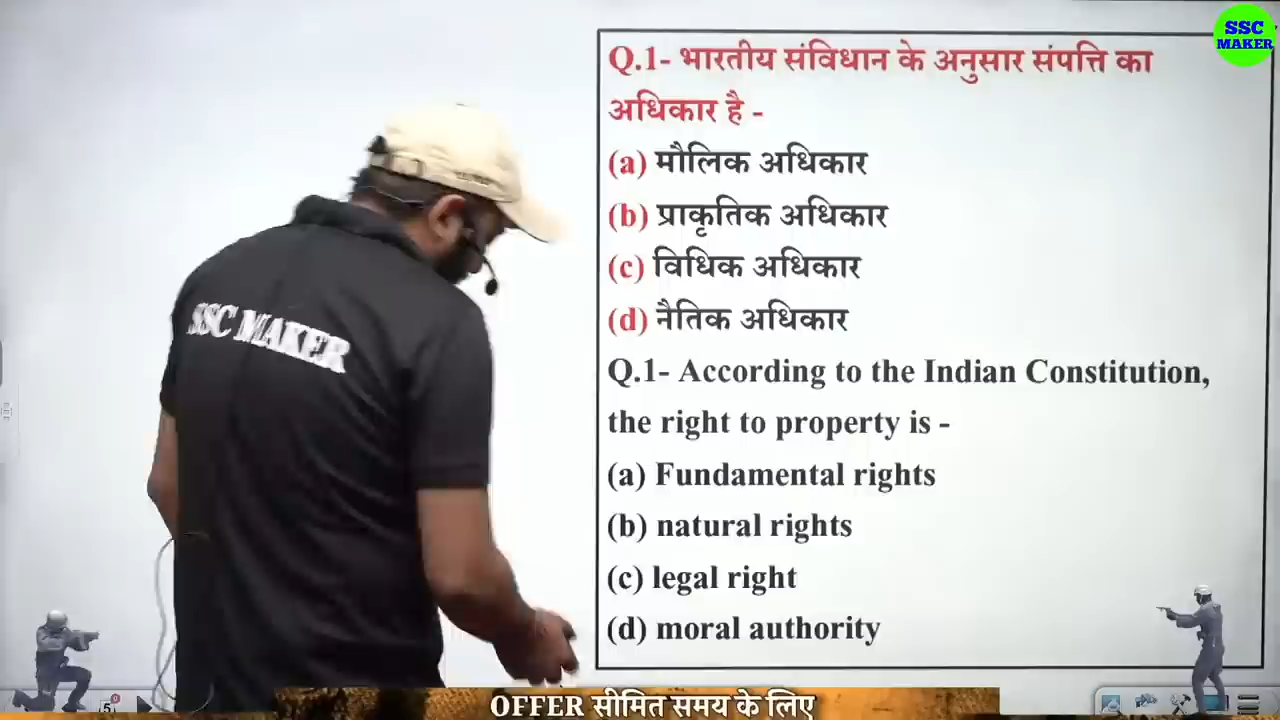 SSC
MAKER
Q.1- भारतीय संविधान के अनुसार संपत्ति का
अधिकार है -
(a) मौलिक अधिकार
(b) प्राकृतिक अधिकार
(c) विधिक अधिकार
(d) नैतिक अधिकार
Q.1- According to the Indian Constitution,
the right to property is -
(a) Fundamental rights
(b) natural rights
(c) legal right
(d) moral authority
SSC MAKER
OFFER सीमित समय के लिए